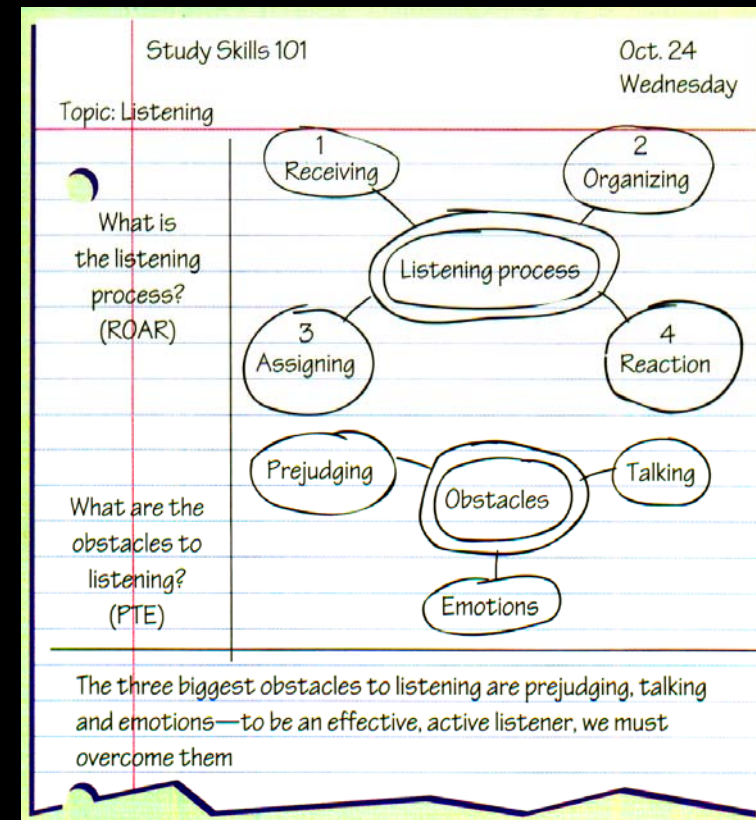 Study Skills 101
Oct. 24
Wednesday
Topic: Listening
What is
the listening
process?
(ROAR)
1
Receiving
2
Organizing
Listening process
3
Assigning
4
Reaction
What are the
obstacles to
listening?
(PTE)
Prejudging
Obstacles
Talking
Emotions
The three biggest obstacles to listening are prejudging, talking
and emotions—to be an effective, active listener, we must
overcome them